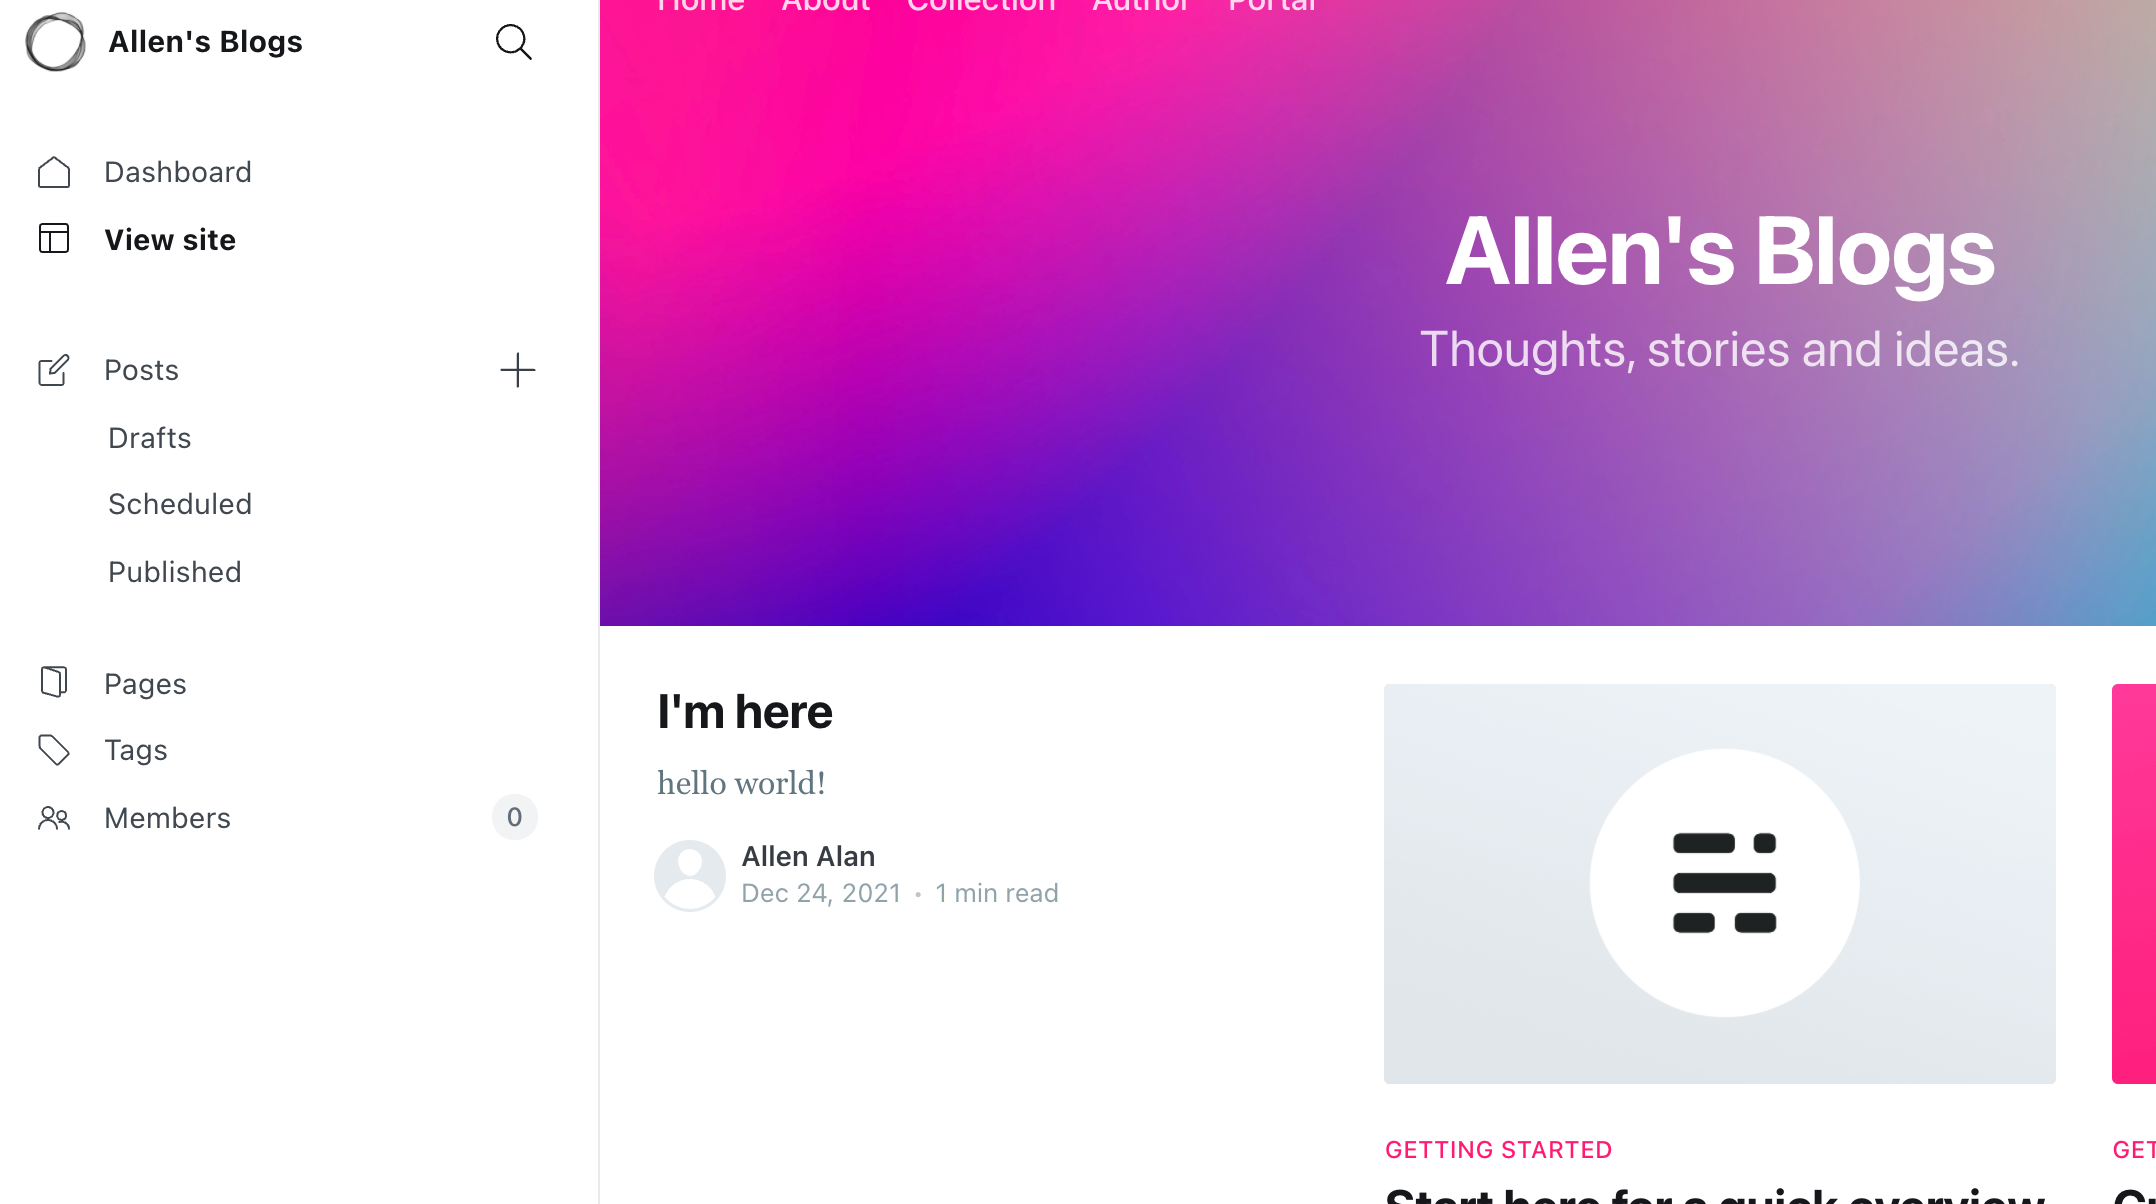 Allen's Blogs
Dashboard
View site
Posts
Drafts
Scheduled
Published
Pages
Tags
Members 0
Home About Collection Author Portal
Allen's Blogs
Thoughts, stories and ideas.
I'm here
hello world!
Allen Alan
Dec 24, 2021 • 1 min read
GETTING STARTED
Start here for a quick overview